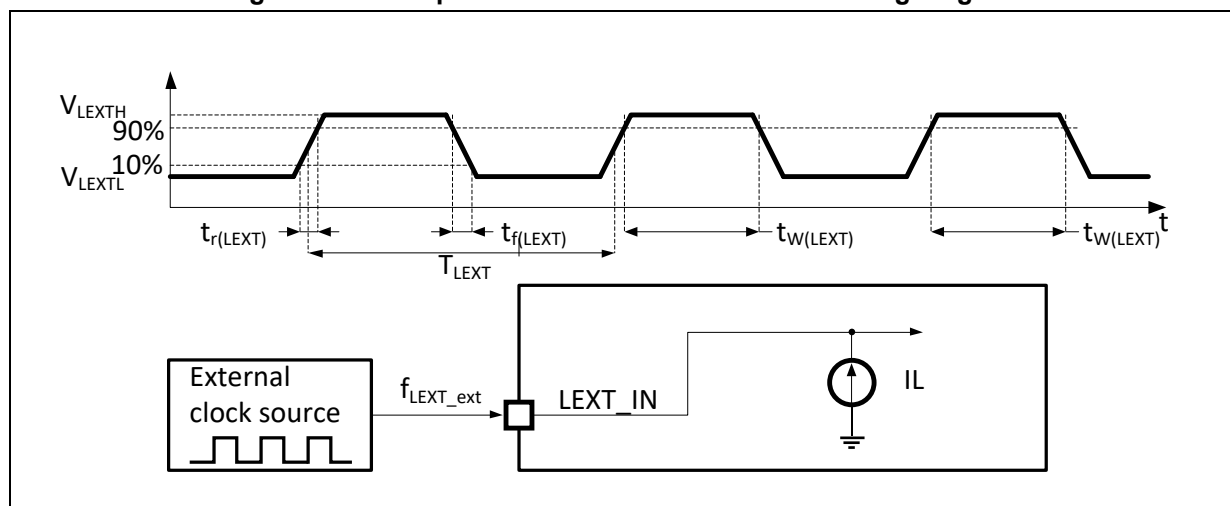 V_LEXTH
90%
10%
V_LEXTL
t_r(LEXT)
t_f(LEXT)
t_W(LEXT)
t_W(LEXT)
t
T_LEXT
External
clock source
f_LEXT_ext
LEXT_IN
IL